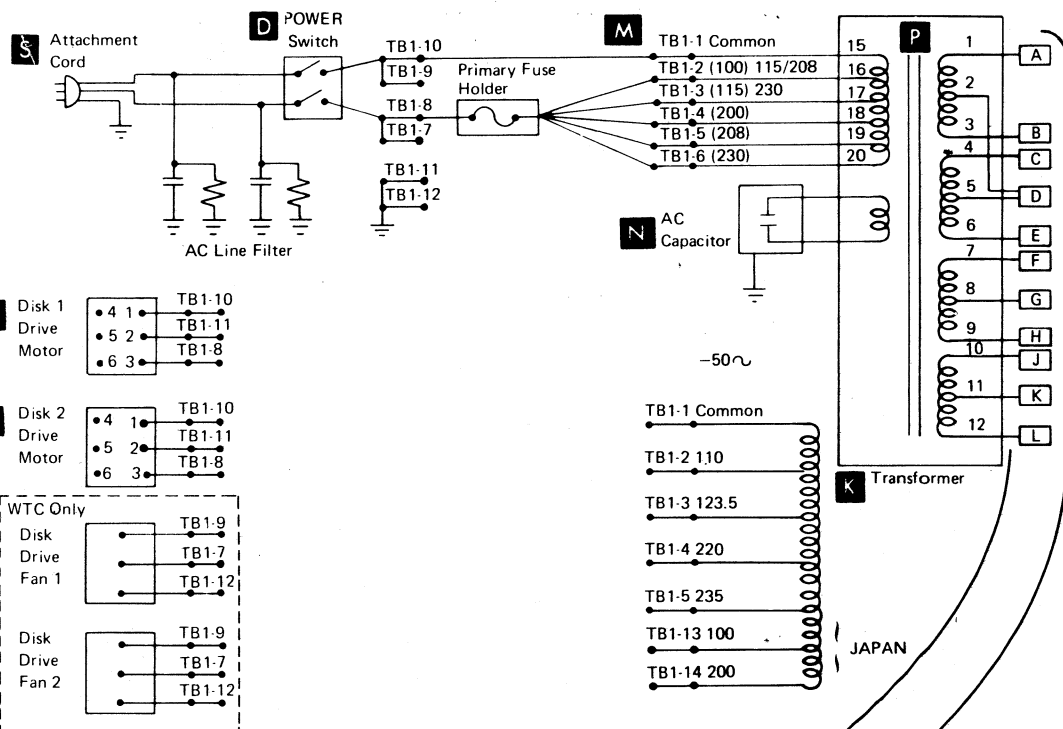 S Attachment
Cord
D POWER
Switch
TB1-10
TB1-9
TB1-8
TB1-7
TB1-11
TB1-12
Primary Fuse
Holder
AC Line Filter
M
TB1-1 Common
TB1-2 (100) 115/208
TB1-3 (115) 230
TB1-4 (200)
TB1-5 (208)
TB1-6 (230)
15
16
17
18
19
20
N AC
Capacitor
P
1
2
3
4
5
6
7
8
9
10
11
12
A
B
C
D
E
F
G
H
J
K
L
K Transformer
Disk 1
Drive
Motor
4 1 TB1-10
5 2 TB1-11
6 3 TB1-8
Disk 2
Drive
Motor
4 1 TB1-10
5 2 TB1-11
6 3 TB1-8
WTC Only
Disk
Drive
Fan 1
TB1-9
TB1-7
TB1-12
Disk
Drive
Fan 2
TB1-9
TB1-7
TB1-12
–50∿
TB1-1 Common
TB1-2 110
TB1-3 123.5
TB1-4 220
TB1-5 235
TB1-13 100
TB1-14 200
JAPAN